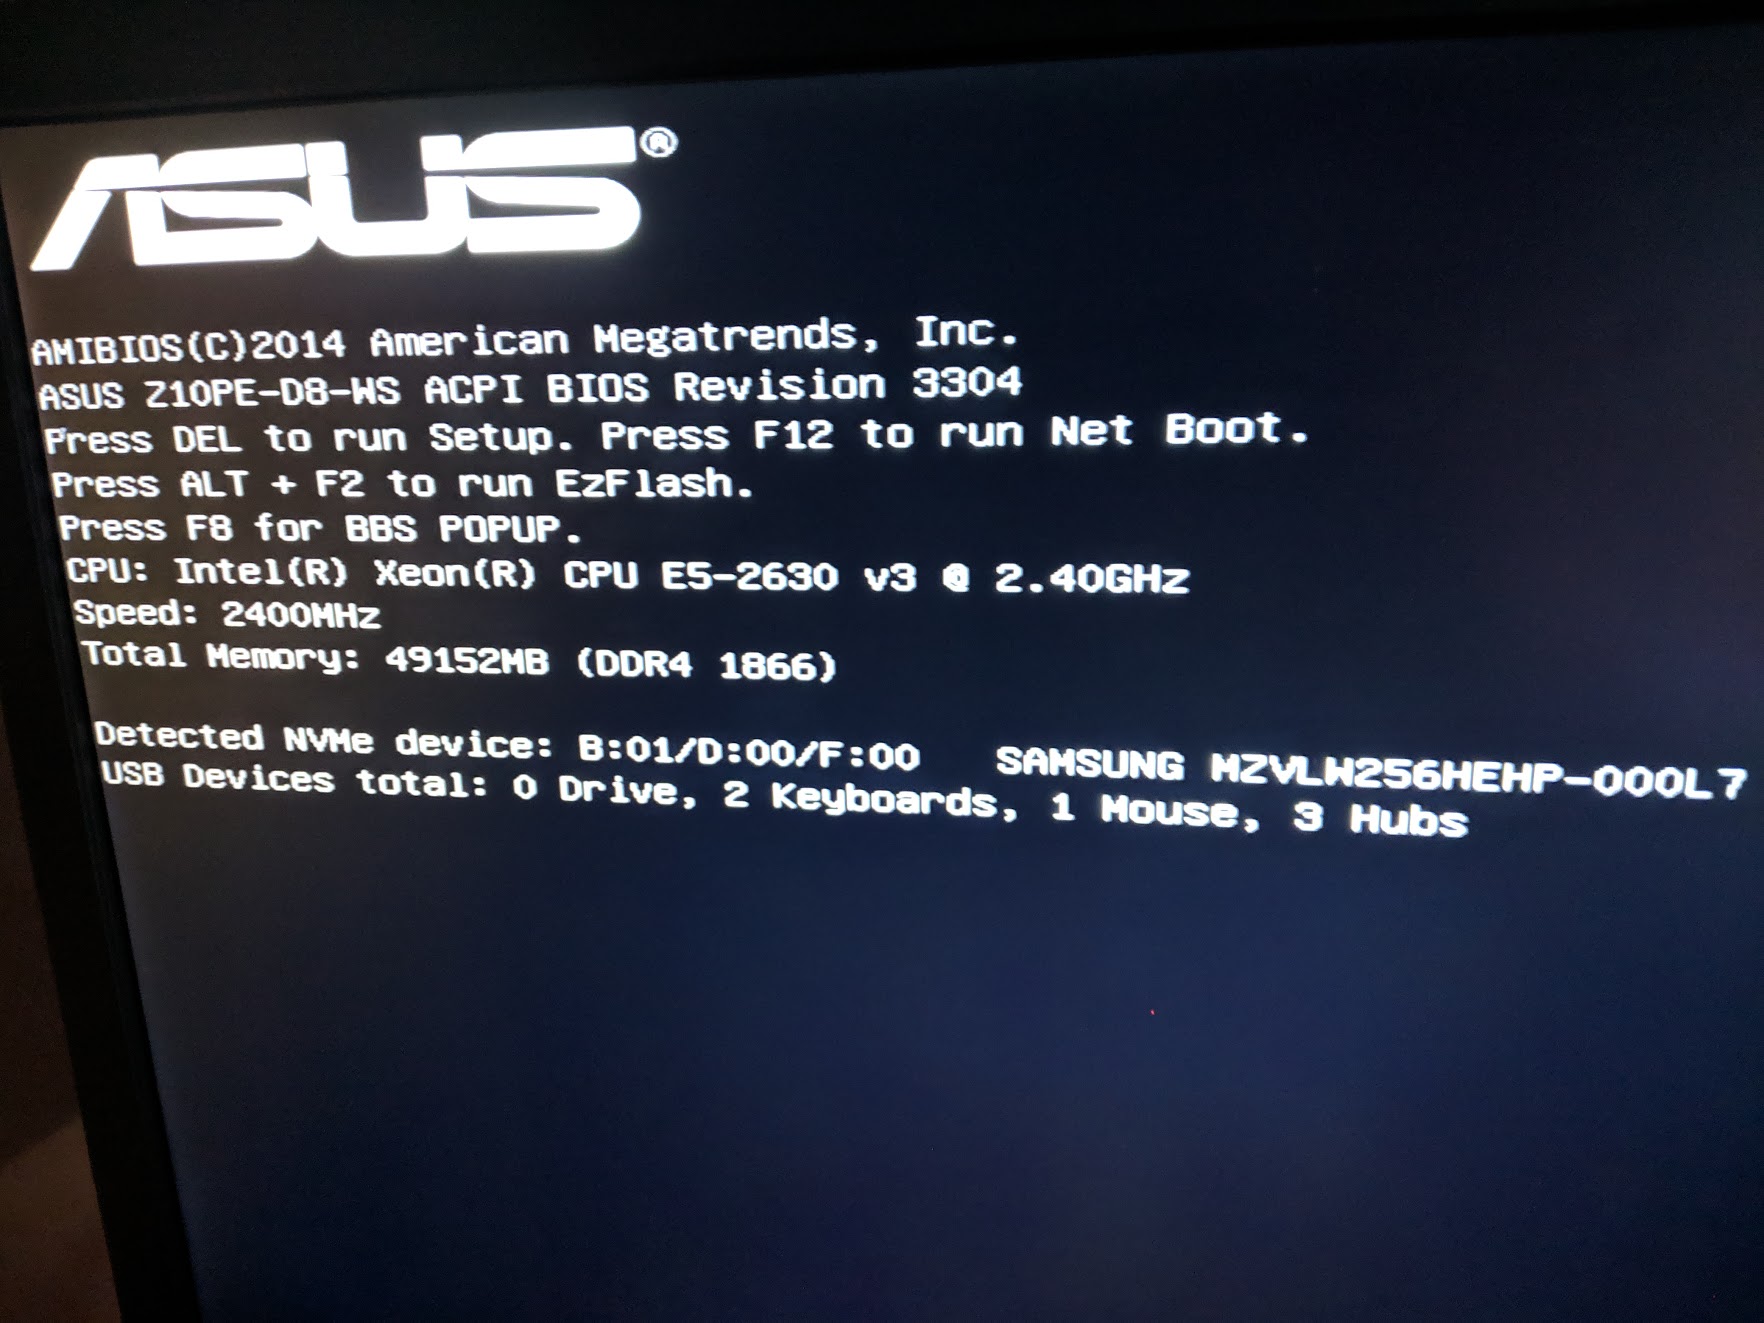 ASUS®
AMIBIOS(C)2014 American Megatrends, Inc.
ASUS Z10PE-D8-WS ACPI BIOS Revision 3304
Press DEL to run Setup. Press F12 to run Net Boot.
Press ALT + F2 to run EzFlash.
Press F8 for BBS POPUP.
CPU: Intel(R) Xeon(R) CPU E5-2630 v3 @ 2.40GHz
Speed: 2400MHz
Total Memory: 49152MB (DDR4 1866)
Detected NVMe device: B:01/D:00/F:00 SAMSUNG MZVLW256HEHP-000L7
USB Devices total: 0 Drive, 2 Keyboards, 1 Mouse, 3 Hubs